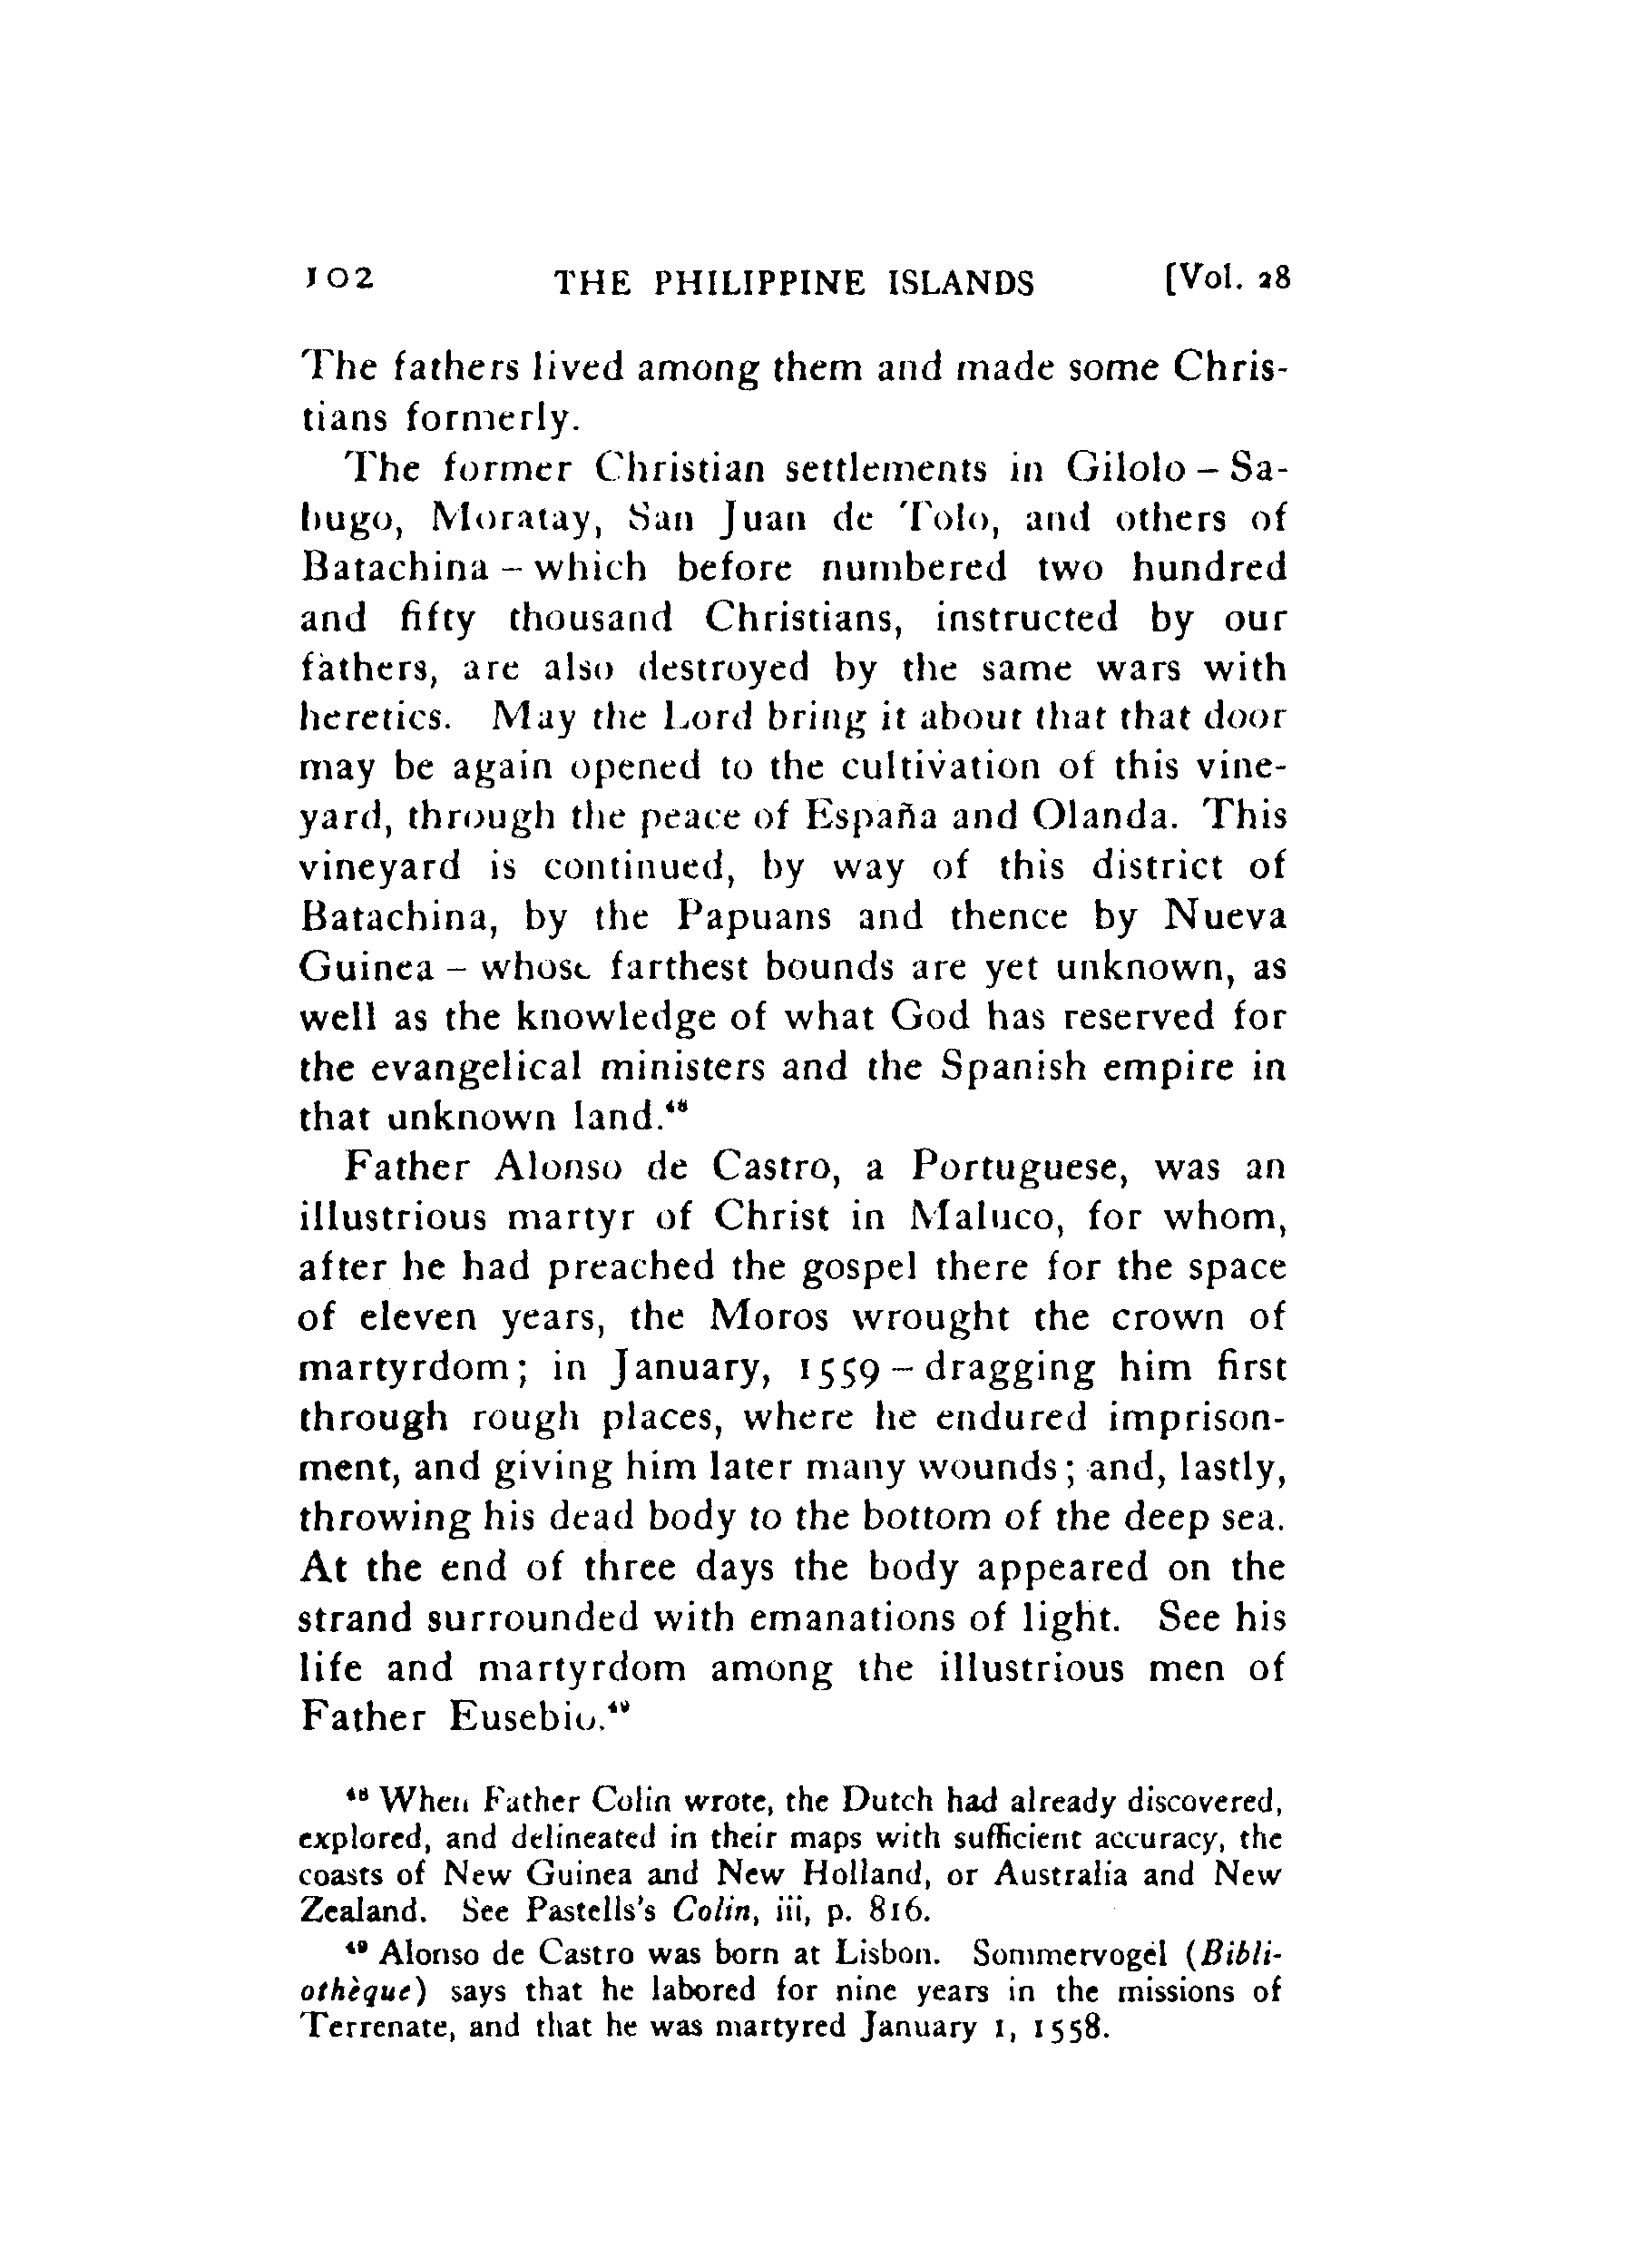 102 THE PHILIPPINE ISLANDS [Vol. 28
The fathers lived among them and made some Chris-
tians formerly.
The former Christian settlements in Gilolo – Sa-
bugo, Moratay, San Juan de Tolo, and others of
Batachina – which before numbered two hundred
and fifty thousand Christians, instructed by our
fathers, are also destroyed by the same wars with
heretics. May the Lord bring it about that that door
may be again opened to the cultivation of this vine-
yard, through the peace of España and Olanda. This
vineyard is continued, by way of this district of
Batachina, by the Papuans and thence by Nueva
Guinea – whose farthest bounds are yet unknown, as
well as the knowledge of what God has reserved for
the evangelical ministers and the Spanish empire in
that unknown land.⁴⁸
Father Alonso de Castro, a Portuguese, was an
illustrious martyr of Christ in Maluco, for whom,
after he had preached the gospel there for the space
of eleven years, the Moros wrought the crown of
martyrdom; in January, 1559 – dragging him first
through rough places, where he endured imprison-
ment, and giving him later many wounds; and, lastly,
throwing his dead body to the bottom of the deep sea.
At the end of three days the body appeared on the
strand surrounded with emanations of light. See his
life and martyrdom among the illustrious men of
Father Eusebio.⁴⁹
⁴⁸ When Father Colin wrote, the Dutch had already discovered,
explored, and delineated in their maps with sufficient accuracy, the
coasts of New Guinea and New Holland, or Australia and New
Zealand. See Pastells's Colin, iii, p. 816.
⁴⁹ Alonso de Castro was born at Lisbon. Sommervogel (Bibli-
othèque) says that he labored for nine years in the missions of
Terrenate, and that he was martyred January 1, 1558.